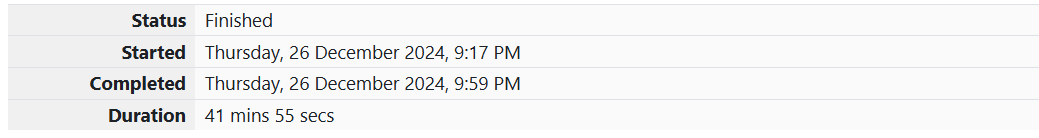 Status Finished
Started Thursday, 26 December 2024, 9:17 PM
Completed Thursday, 26 December 2024, 9:59 PM
Duration 41 mins 55 secs